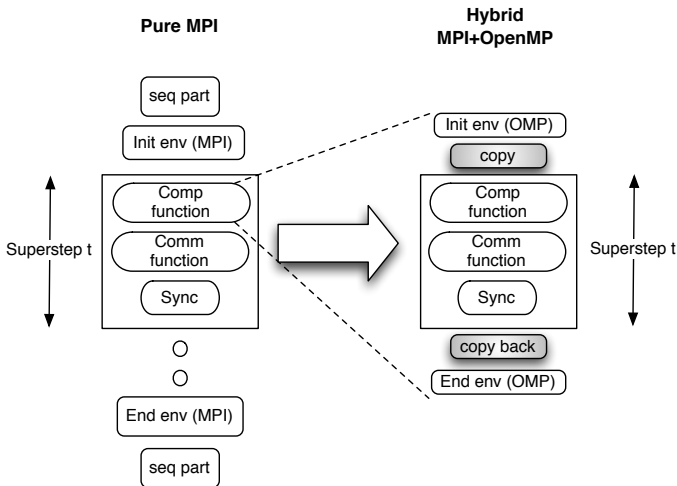 Pure MPI
seq part
Init env (MPI)
Comp
function
Comm
function
Sync
Superstep t
End env (MPI)
seq part
Hybrid
MPI+OpenMP
Init env (OMP)
copy
Comp
function
Comm
function
Sync
Superstep t
copy back
End env (OMP)